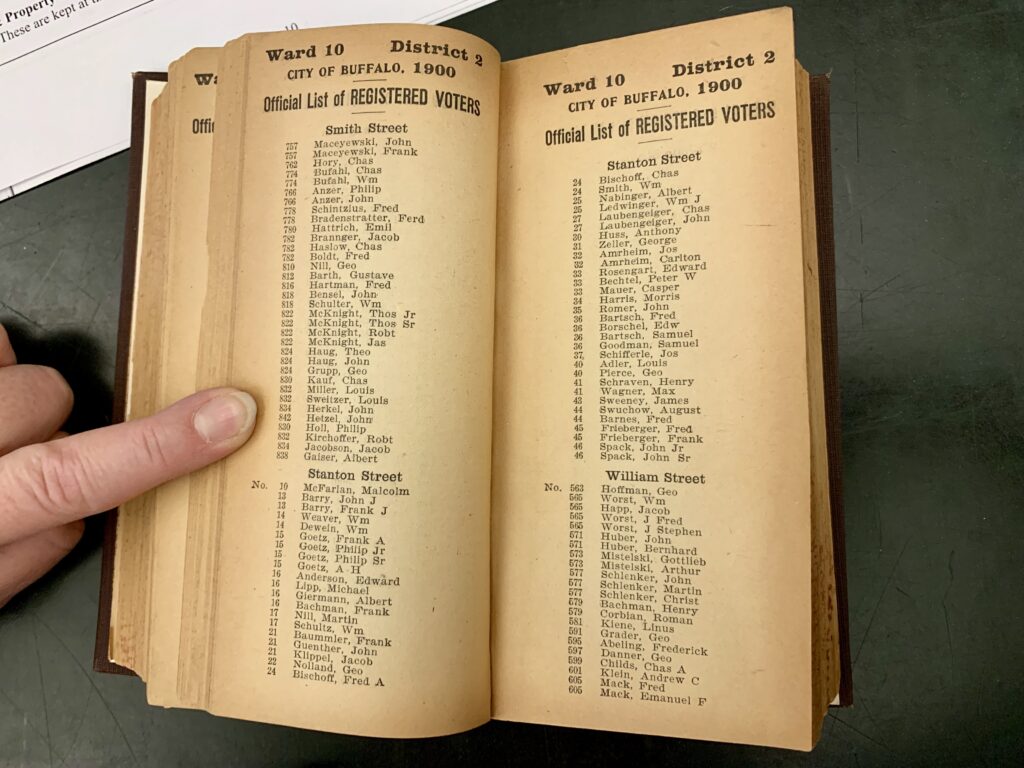 t Property
These are kept at th
10
Wa
Offi
Ward 10 District 2
CITY OF BUFFALO, 1900
Official List of REGISTERED VOTERS
Smith Street
757 Maceyewski, John
757 Maceyewski, Frank
762 Hory, Chas
774 Bufahl, Chas
774 Bufahl, Wm
766 Anzer, Philip
766 Anzer, John
778 Schintzius, Fred
778 Bradenstratter, Ferd
780 Hattrich, Emil
782 Brannger, Jacob
782 Haslow, Chas
782 Boldt, Fred
810 Nill, Geo
812 Barth, Gustave
816 Hartman, Fred
818 Bensel, John
818 Schulter, Wm
822 McKnight, Thos Jr
822 McKnight, Thos Sr
822 McKnight, Robt
822 McKnight, Jas
824 Haug, Theo
824 Haug, John
824 Grupp, Geo
830 Kauf, Chas
832 Miller, Louis
832 Sweitzer, Louis
834 Herkel, John
842 Hetzel, John
830 Holl, Philip
832 Kirchoffer, Robt
834 Jacobson, Jacob
838 Gaiser, Albert
Stanton Street
No. 10 McFarlan, Malcolm
13 Barry, John J
13 Barry, Frank J
14 Weaver, Wm
14 Dewein, Wm
15 Goetz, Frank A
15 Goetz, Philip Jr
15 Goetz, Philip Sr
15 Goetz, A H
16 Anderson, Edward
16 Lipp, Michael
16 Giermann, Albert
16 Bachman, Frank
17 Nill, Martin
17 Schultz, Wm
21 Baummler, Frank
21 Guenther, John
21 Klippel, Jacob
22 Nolland, Geo
24 Bischoff, Fred A
Ward 10 District 2
CITY OF BUFFALO, 1900
Official List of REGISTERED VOTERS
Stanton Street
24 Bischoff, Chas
24 Smith, Wm
25 Nabinger, Albert
25 Ledwinger, Wm J
27 Laubengeiger, Chas
27 Laubengeiger, John
30 Huss, Anthony
31 Zeller, George
32 Amrheim, Jos
32 Amrheim, Carlton
33 Rosengart, Edward
33 Bechtel, Peter W
33 Mauer, Casper
34 Harris, Morris
35 Romer, John
36 Bartsch, Fred
36 Borschel, Edw
36 Bartsch, Samuel
36 Goodman, Samuel
37 Schifferle, Jos
40 Adler, Louis
40 Pierce, Geo
41 Schraven, Henry
41 Wagner, Max
43 Sweeney, James
44 Swuchow, August
44 Barnes, Fred
45 Frieberger, Fred
45 Frieberger, Frank
46 Spack, John Jr
46 Spack, John Sr
William Street
No. 563 Hoffman, Geo
565 Worst, Wm
565 Happ, Jacob
565 Worst, J Fred
565 Worst, J Stephen
571 Huber, John
571 Huber, Bernhard
573 Mistelski, Gottlieb
573 Mistelski, Arthur
577 Schlenker, John
577 Schlenker, Martin
577 Schlenker, Christ
579 Bachman, Henry
579 Corbian, Roman
581 Kiene, Linus
591 Grader, Geo
595 Abeling, Frederick
597 Danner, Geo
599 Childs, Chas A
601 Klein, Andrew C
605 Mack, Fred
605 Mack, Emanuel F